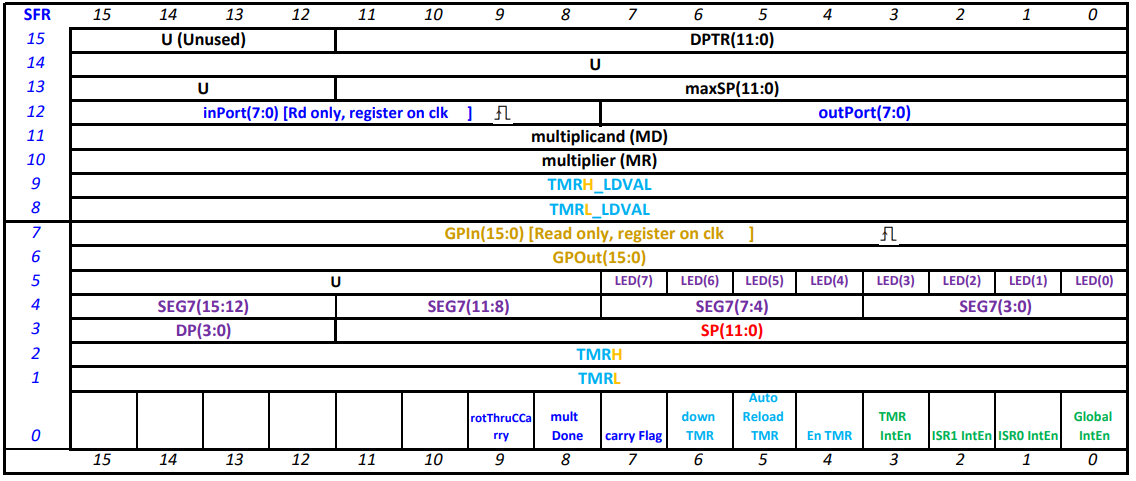 SFR 15 14 13 12 11 10 9 8 7 6 5 4 3 2 1 0
15 U (Unused) DPTR(11:0)
14 U
13 U maxSP(11:0)
12 inPort(7:0) [Rd only, register on clk ] outPort(7:0)
11 multiplicand (MD)
10 multiplier (MR)
9 TMRH_LDVAL
8 TMRL_LDVAL
7 GPIn(15:0) [Read only, register on clk ]
6 GPOut(15:0)
5 U LED(7) LED(6) LED(5) LED(4) LED(3) LED(2) LED(1) LED(0)
4 SEG7(15:12) SEG7(11:8) SEG7(7:4) SEG7(3:0)
3 DP(3:0) SP(11:0)
2 TMRH
1 TMRL
Auto
rotThruCCa mult down Reload TMR Global
0 rry Done carry Flag TMR TMR En TMR IntEn ISR1 IntEn ISR0 IntEn IntEn
15 14 13 12 11 10 9 8 7 6 5 4 3 2 1 0